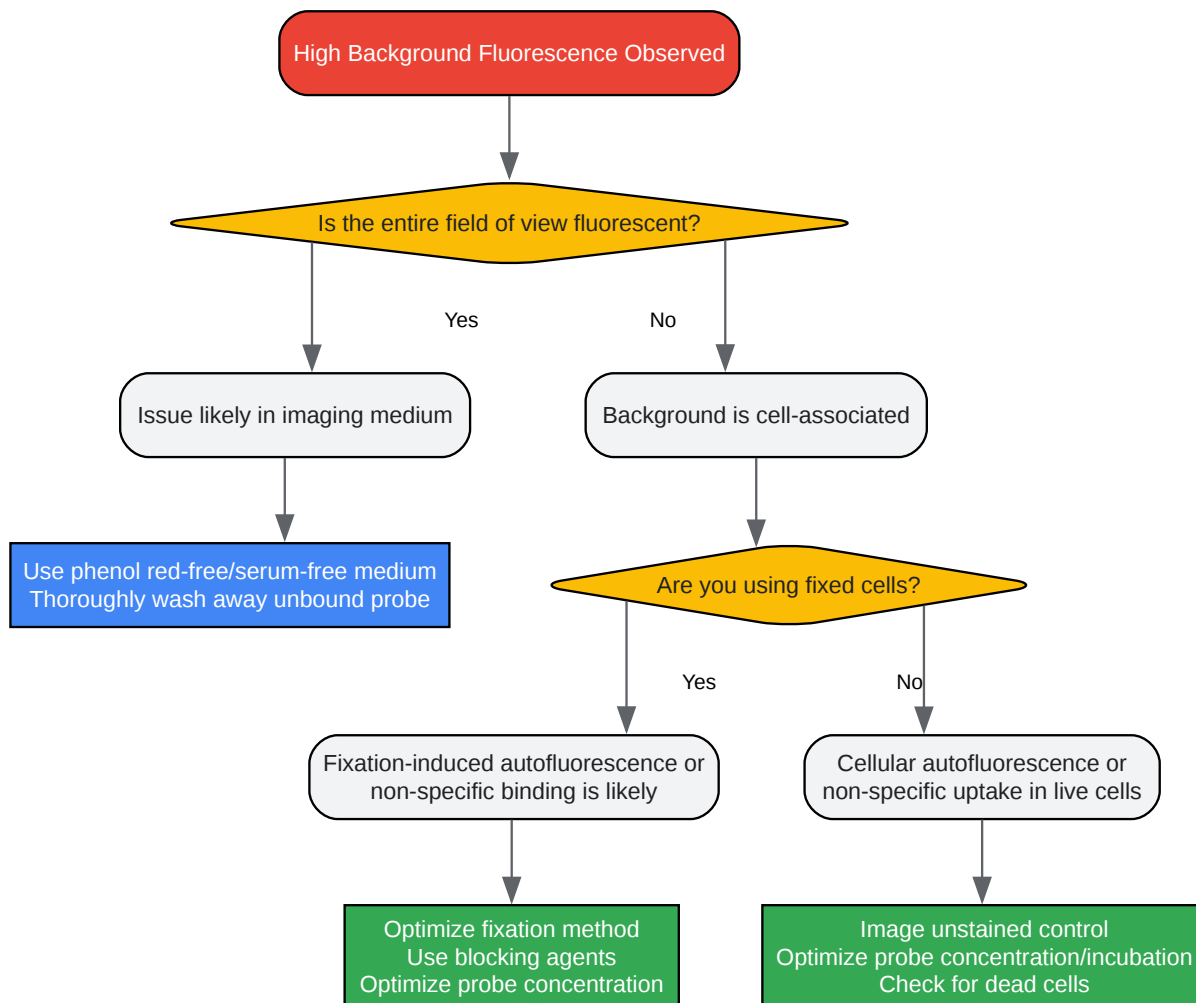 High Background Fluorescence Observed
Is the entire field of view fluorescent?
Yes
No
Issue likely in imaging medium
Background is cell-associated
Use phenol red-free/serum-free medium
Thoroughly wash away unbound probe
Are you using fixed cells?
Yes
No
Fixation-induced autofluorescence or
non-specific binding is likely
Cellular autofluorescence or
non-specific uptake in live cells
Optimize fixation method
Use blocking agents
Optimize probe concentration
Image unstained control
Optimize probe concentration/incubation
Check for dead cells